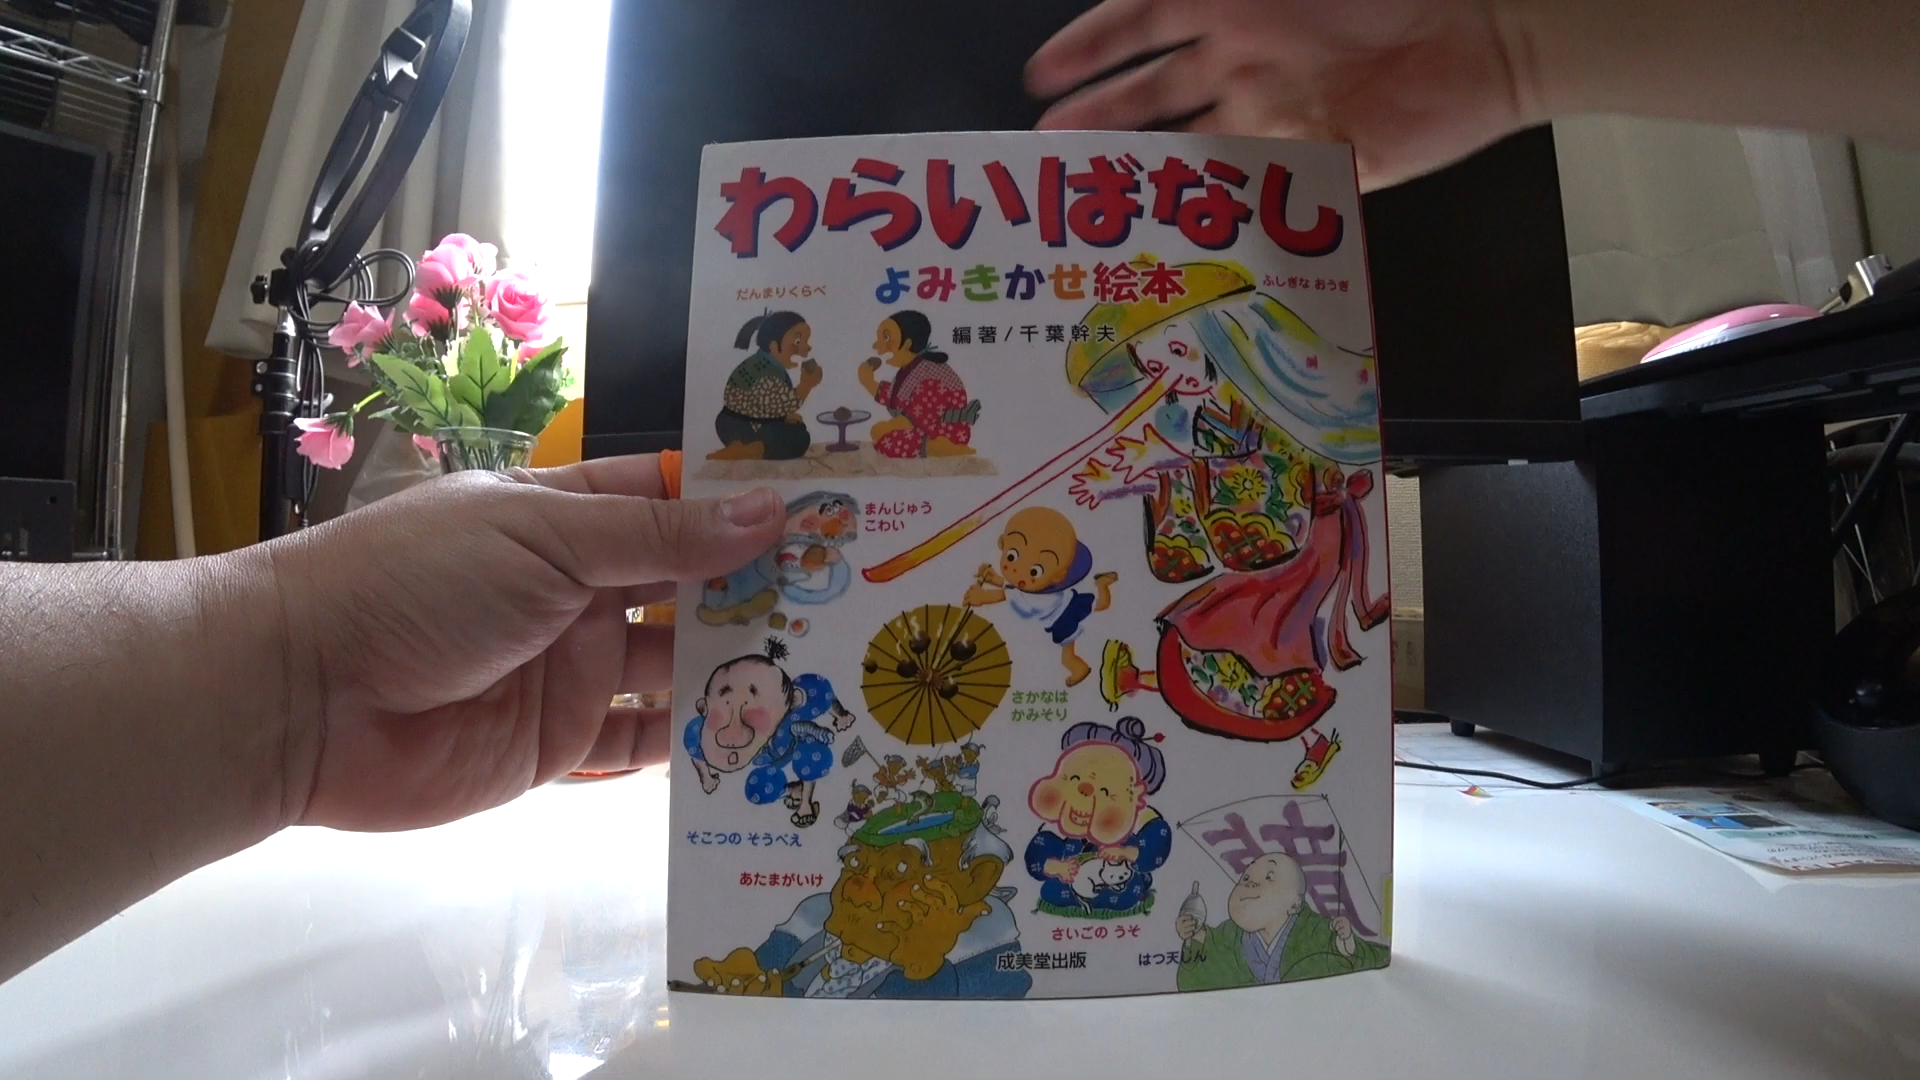 わらいばなし
よみきかせ絵本
だんまりくらべ
ふしぎな おうぎ
編著/千葉幹夫
まんじゅう
こわい
さかなは
かみそり
そこつの そうべえ
あたまがいけ
さいごの うそ
成美堂出版
はつ天じん